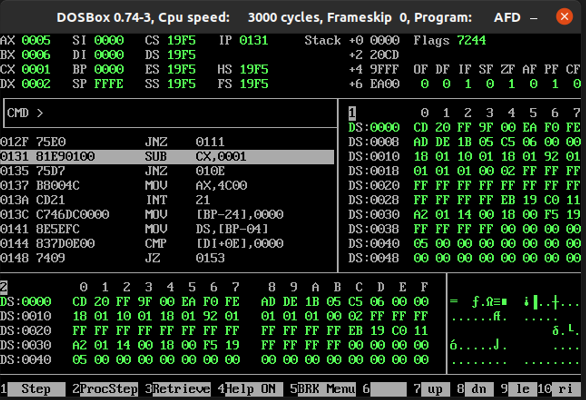 DOSBox 0.74-3, Cpu speed: 3000 cycles, Frameskip 0, Program: AFD
AX 0005 SI 0000 CS 19F5 IP 0131 Stack +0 0000 Flags 7244
BX 0006 DI 0000 DS 19F5 +2 20CD
CX 0001 BP 0000 ES 19F5 HS 19F5 +4 9FFF OF DF IF SF ZF AF PF CF
DX 0002 SP FFFE SS 19F5 FS 19F5 +6 EA00 0 0 1 0 1 0 1 0
CMD >
1 0 1 2 3 4 5 6 7
DS:0000 CD 20 FF 9F 00 EA F0 FE
012F 75E0 JNZ 0111 DS:0008 AD DE 1B 05 C5 06 00 00
0131 81E90100 SUB CX,0001 DS:0010 18 01 10 01 18 01 92 01
0135 75D7 JNZ 010E DS:0018 01 01 01 00 02 FF FF FF
0137 B8004C MOV AX,4C00 DS:0020 FF FF FF FF FF FF FF FF
013A CD21 INT 21 DS:0028 FF FF FF FF EB 19 C0 11
013C C746DC0000 MOV [BP-24],0000 DS:0030 A2 01 14 00 18 00 F5 19
0141 8E5EFC MOV DS,[BP-04] DS:0038 FF FF FF FF 00 00 00 00
0144 837D0E00 CMP [DI+0E],0000 DS:0040 05 00 00 00 00 00 00 00
0148 7409 JZ 0153 DS:0048 00 00 00 00 00 00 00 00
2 0 1 2 3 4 5 6 7 8 9 A B C D E F
DS:0000 CD 20 FF 9F 00 EA F0 FE AD DE 1B 05 C5 06 00 00
DS:0010 18 01 10 01 18 01 92 01 01 01 01 00 02 FF FF FF
DS:0020 FF FF FF FF FF FF FF FF FF FF FF FF EB 19 C0 11
DS:0030 A2 01 14 00 18 00 F5 19 FF FF FF FF 00 00 00 00
DS:0040 05 00 00 00 00 00 00 00 00 00 00 00 00 00 00 00
1 Step 2 ProcStep 3 Retrieve 4 Help ON 5 BRK Menu 6 7 up 8 dn 9 le 10 ri